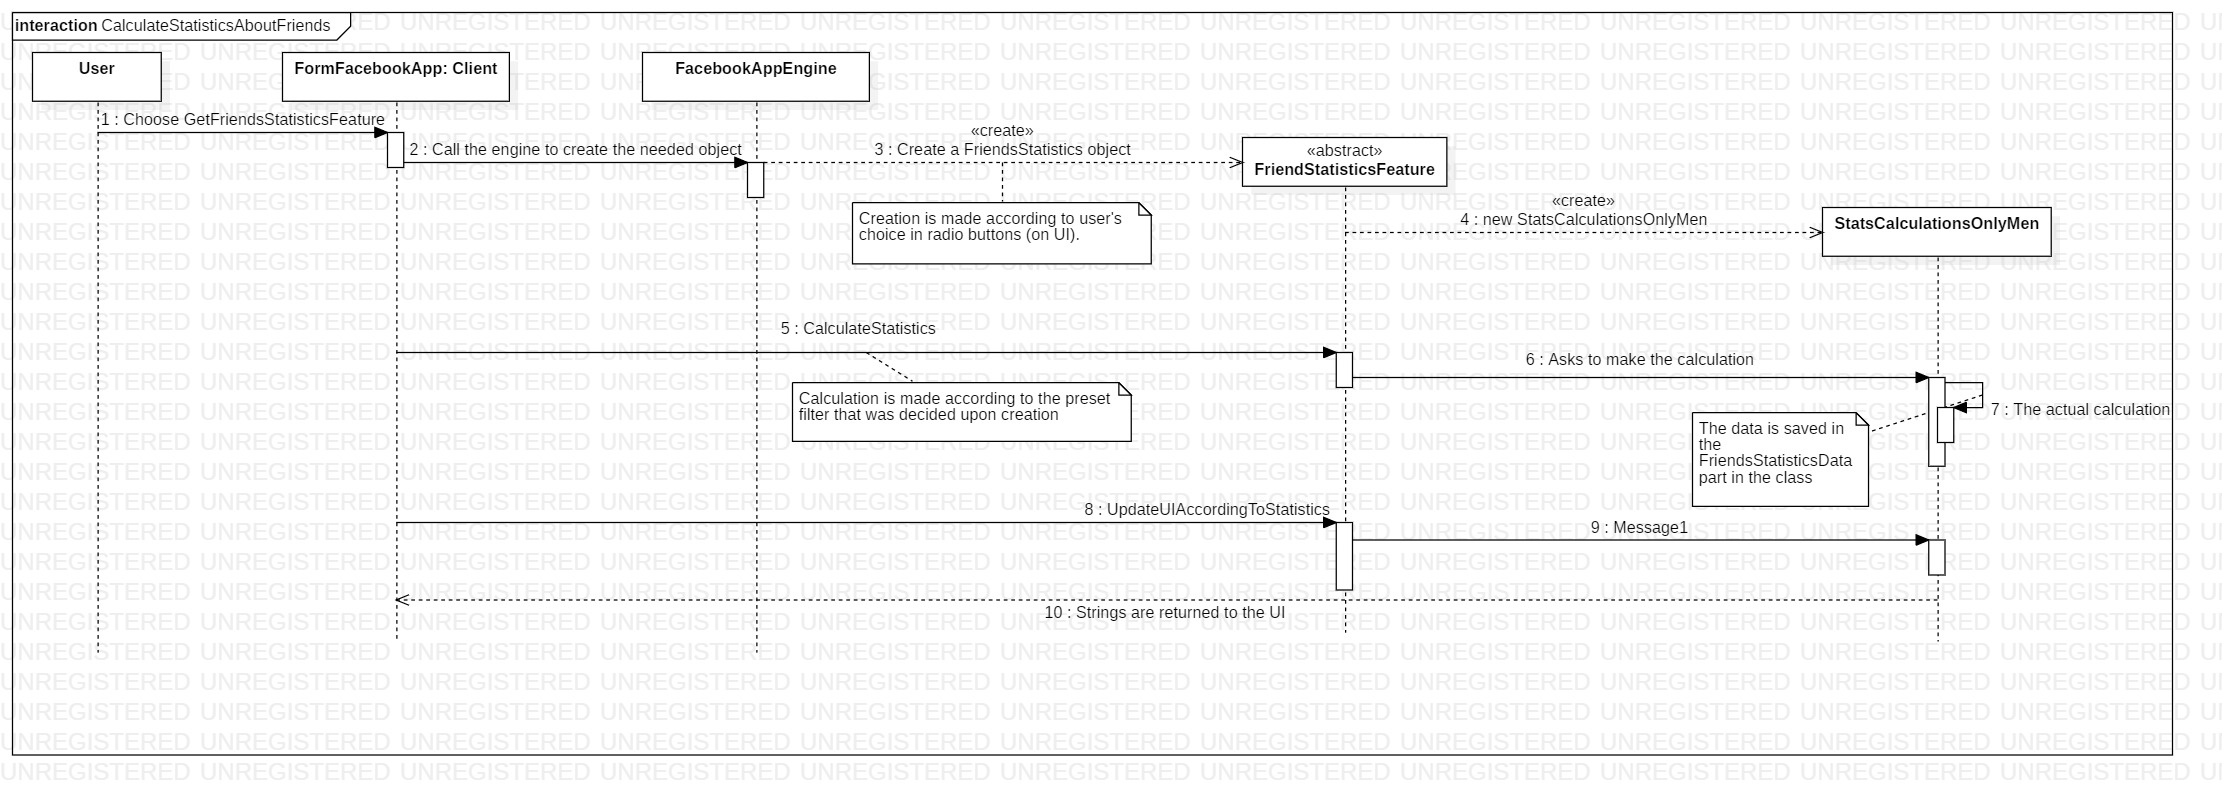 interaction CalculateStatisticsAboutFriends
User
FormFacebookApp: Client
FacebookAppEngine
1 : Choose GetFriendsStatisticsFeature
2 : Call the engine to create the needed object
«create»
3 : Create a FriendsStatistics object
«abstract»
FriendStatisticsFeature
Creation is made according to user's
choice in radio buttons (on UI).
«create»
4 : new StatsCalculationsOnlyMen
StatsCalculationsOnlyMen
5 : CalculateStatistics
Calculation is made according to the preset
filter that was decided upon creation
6 : Asks to make the calculation
7 : The actual calculation
The data is saved in
the
FriendsStatisticsData
part in the class
8 : UpdateUIAccordingToStatistics
9 : Message1
10 : Strings are returned to the UI
UNREGISTERED